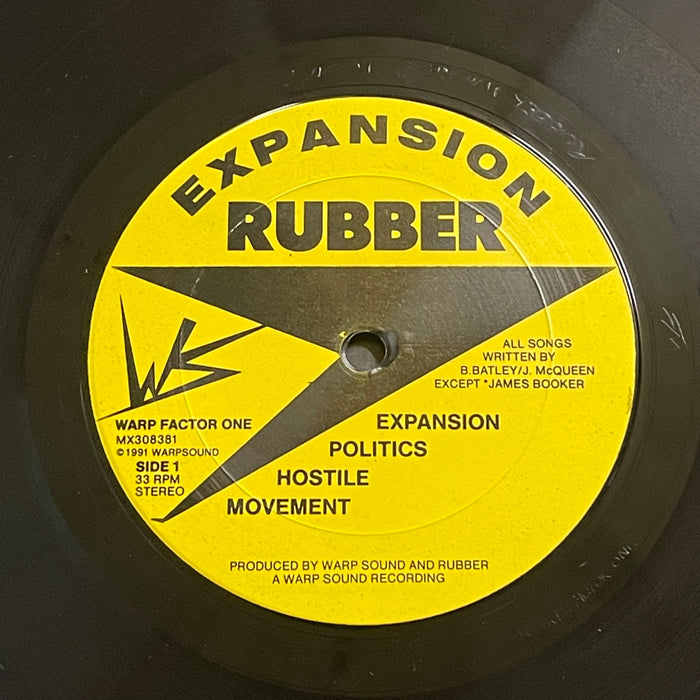 EXPANSION
RUBBER
WS
ALL SONGS
WRITTEN BY
B.BATLEY/J. McQUEEN
EXCEPT *JAMES BOOKER
WARP FACTOR ONE
MX308381
©1991 WARPSOUND
SIDE 1
33 RPM
STEREO
EXPANSION
POLITICS
HOSTILE
MOVEMENT
PRODUCED BY WARP SOUND AND RUBBER
A WARP SOUND RECORDING